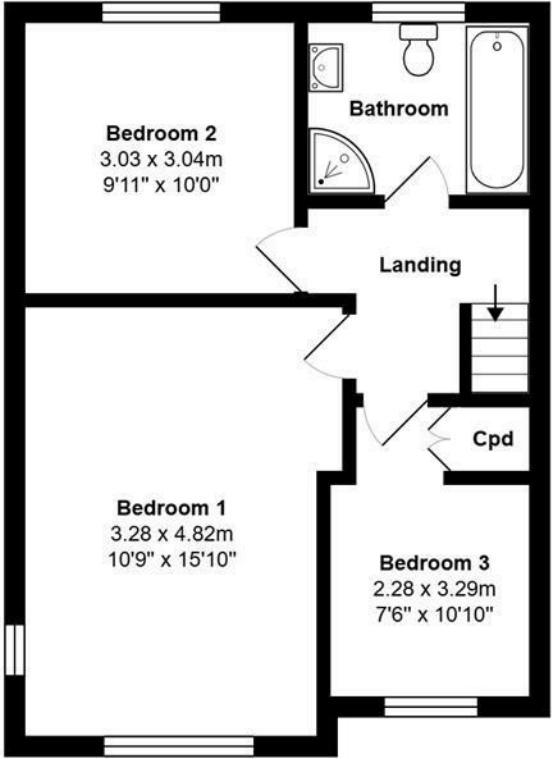 Bathroom
Bedroom 2
3.03 x 3.04m
9'11" x 10'0"
Landing
Cpd
Bedroom 1
3.28 x 4.82m
10'9" x 15'10"
Bedroom 3
2.28 x 3.29m
7'6" x 10'10"